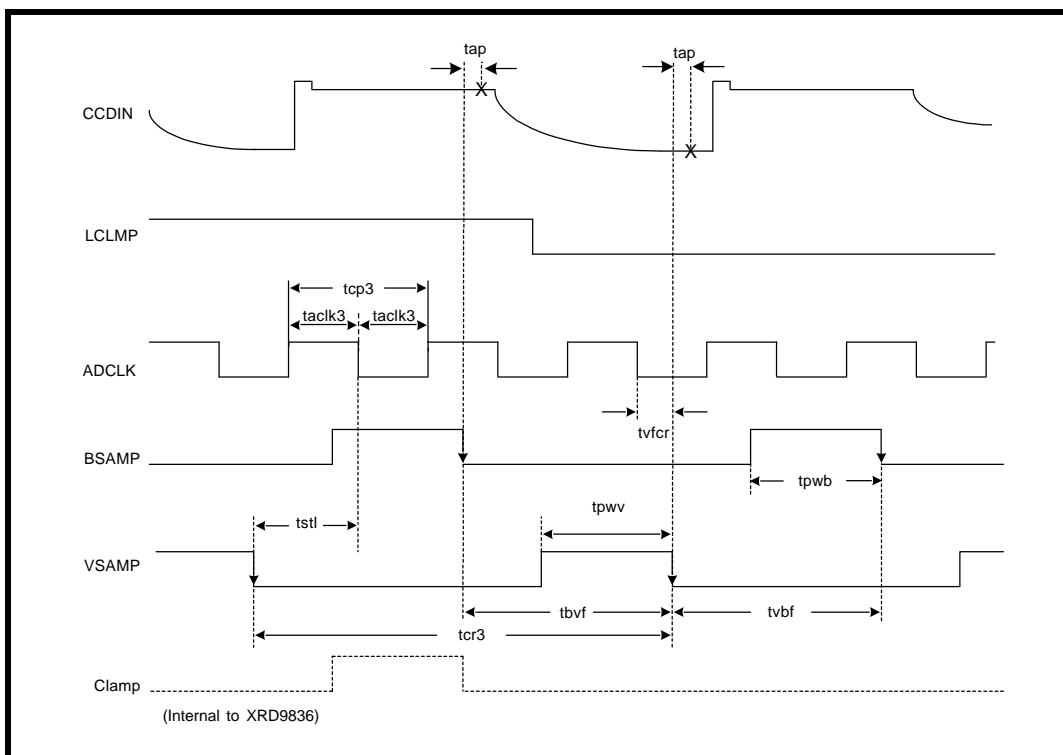 tap
tap
CCDIN
LCLMP
tcp3
taclk3 taclk3
ADCLK
tvfcr
BSAMP
tpwb
tpwv
tstl
VSAMP
tbvf
tvbf
tcr3
Clamp
(Internal to XRD9836)